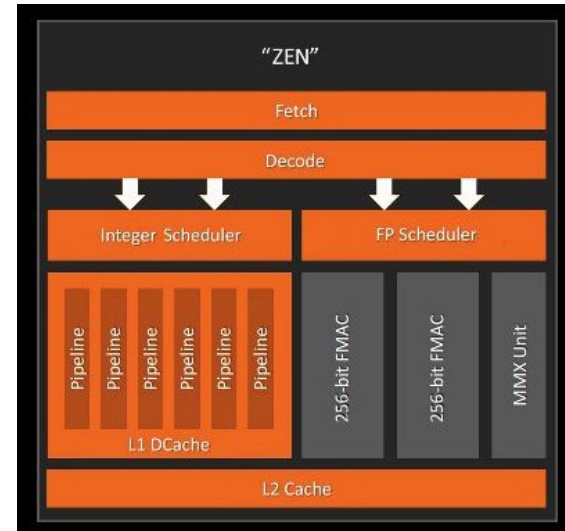 “ZEN”
Fetch
Decode
Integer Scheduler
FP Scheduler
Pipeline
Pipeline
Pipeline
Pipeline
Pipeline
Pipeline
L1 DCache
256-bit FMAC
256-bit FMAC
MMX Unit
L2 Cache